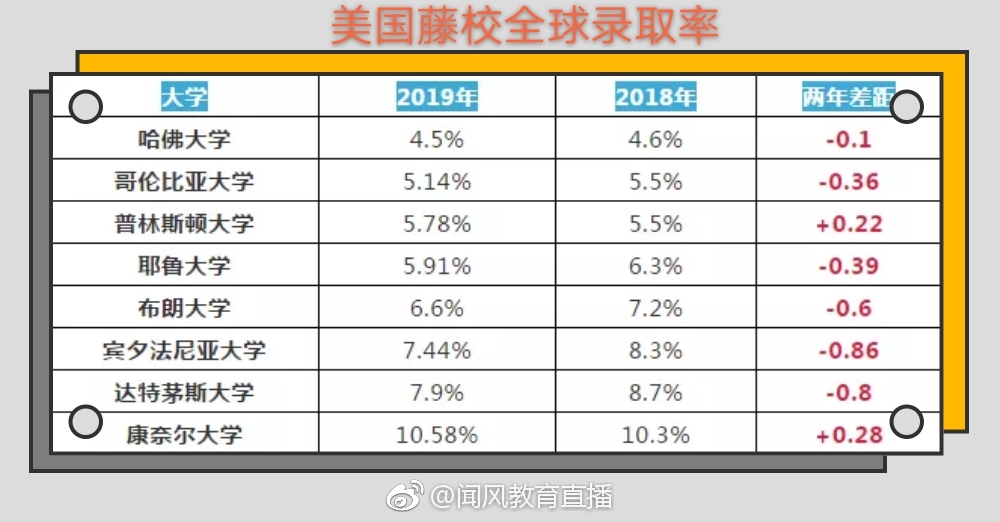 美国藤校全球录取率
大学 2019年 2018年 两年差距
哈佛大学 4.5% 4.6% -0.1
哥伦比亚大学 5.14% 5.5% -0.36
普林斯顿大学 5.78% 5.5% +0.22
耶鲁大学 5.91% 6.3% -0.39
布朗大学 6.6% 7.2% -0.6
宾夕法尼亚大学 7.44% 8.3% -0.86
达特茅斯大学 7.9% 8.7% -0.8
康奈尔大学 10.58% 10.3% +0.28
@闻风教育直播